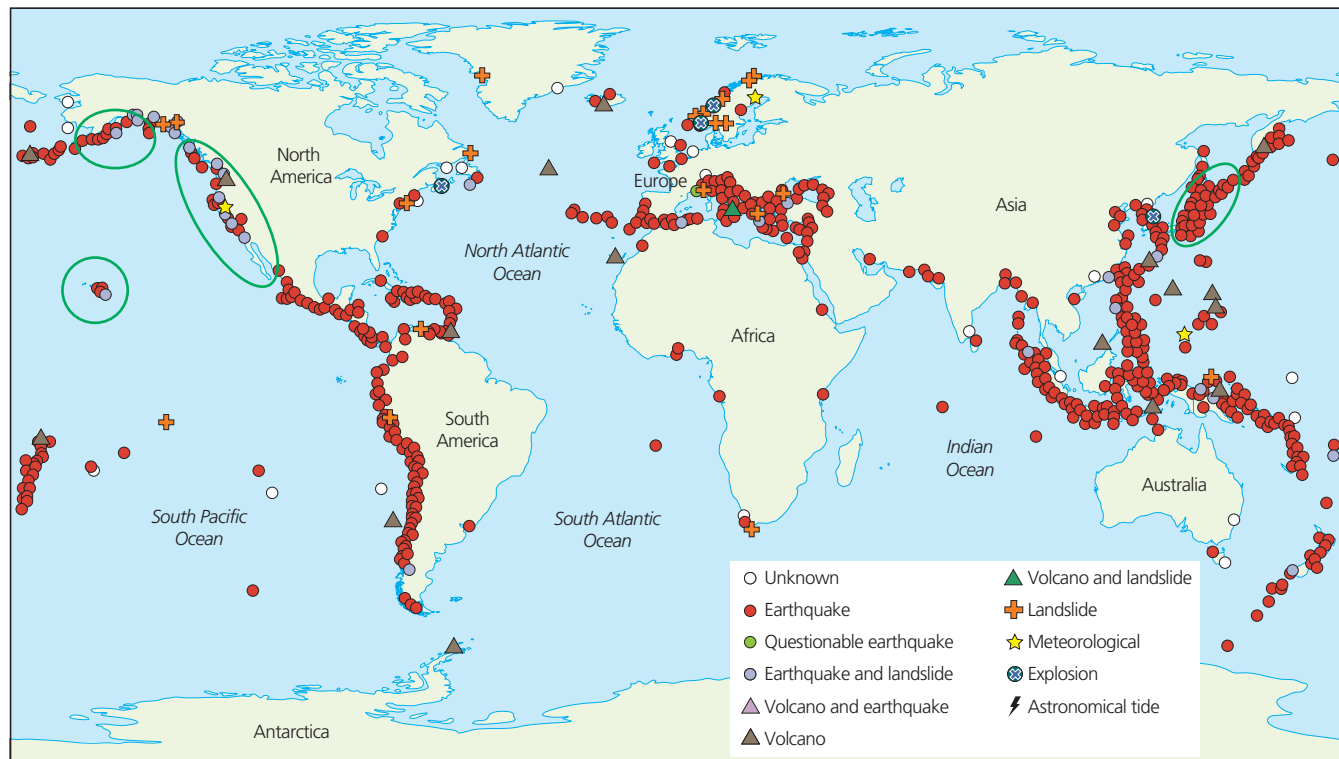 North
America
Europe
Asia
North Atlantic
Ocean
Africa
South
America
Indian
Ocean
Australia
South Pacific
Ocean
South Atlantic
Ocean
Antarctica
Unknown
Earthquake
Questionable earthquake
Earthquake and landslide
Volcano and earthquake
Volcano
Volcano and landslide
Landslide
Meteorological
Explosion
Astronomical tide